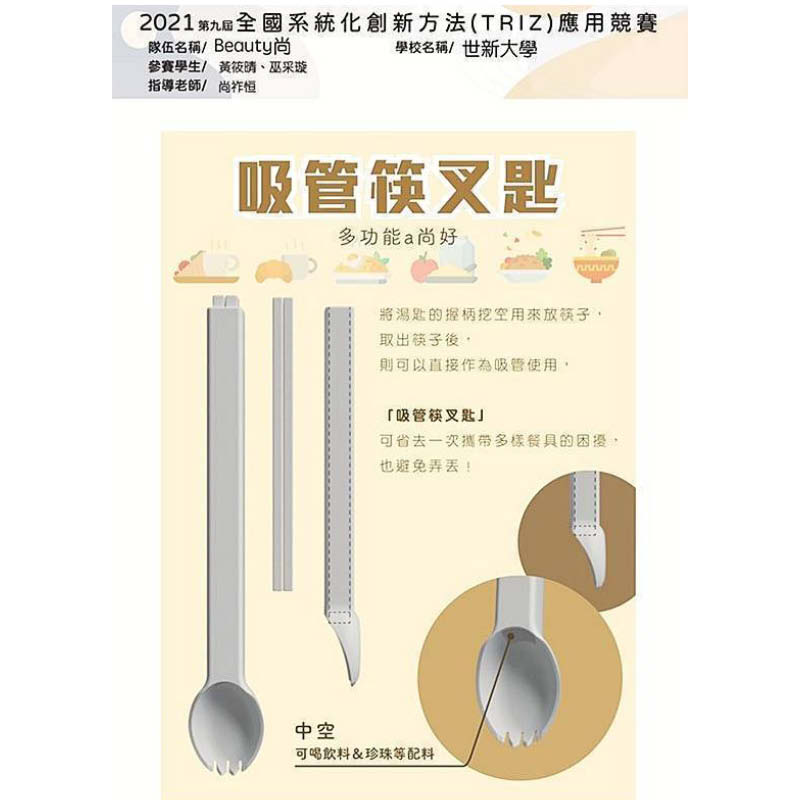 2021第九屆全國系統化創新方法(TRIZ)應用競賽
隊伍名稱/ Beauty尚 學校名稱/ 世新大學
參賽學生/ 黃筱晴、巫采璇
指導老師/ 尚祚恒
吸管筷叉匙
多功能a尚好
將湯匙的握柄挖空用來放筷子，
取出筷子後，
則可以直接作為吸管使用，
「吸管筷叉匙」
可省去一次攜帶多樣餐具的困擾，
也避免弄丟！
中空
可喝飲料＆珍珠等配料